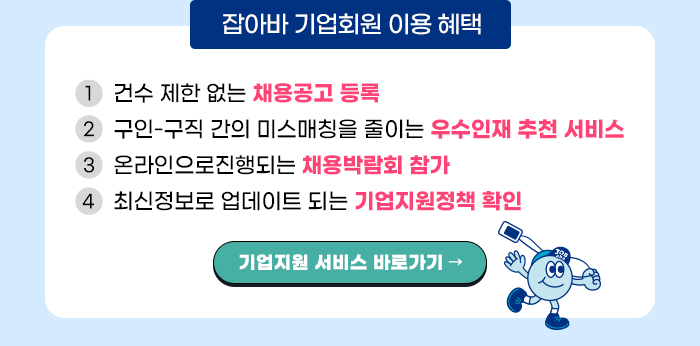 잡아바 기업회원 이용 혜택
1 건수 제한 없는 채용공고 등록
2 구인-구직 간의 미스매칭을 줄이는 우수인재 추천 서비스
3 온라인으로진행되는 채용박람회 참가
4 최신정보로 업데이트 되는 기업지원정책 확인
기업지원 서비스 바로가기 →
JOB